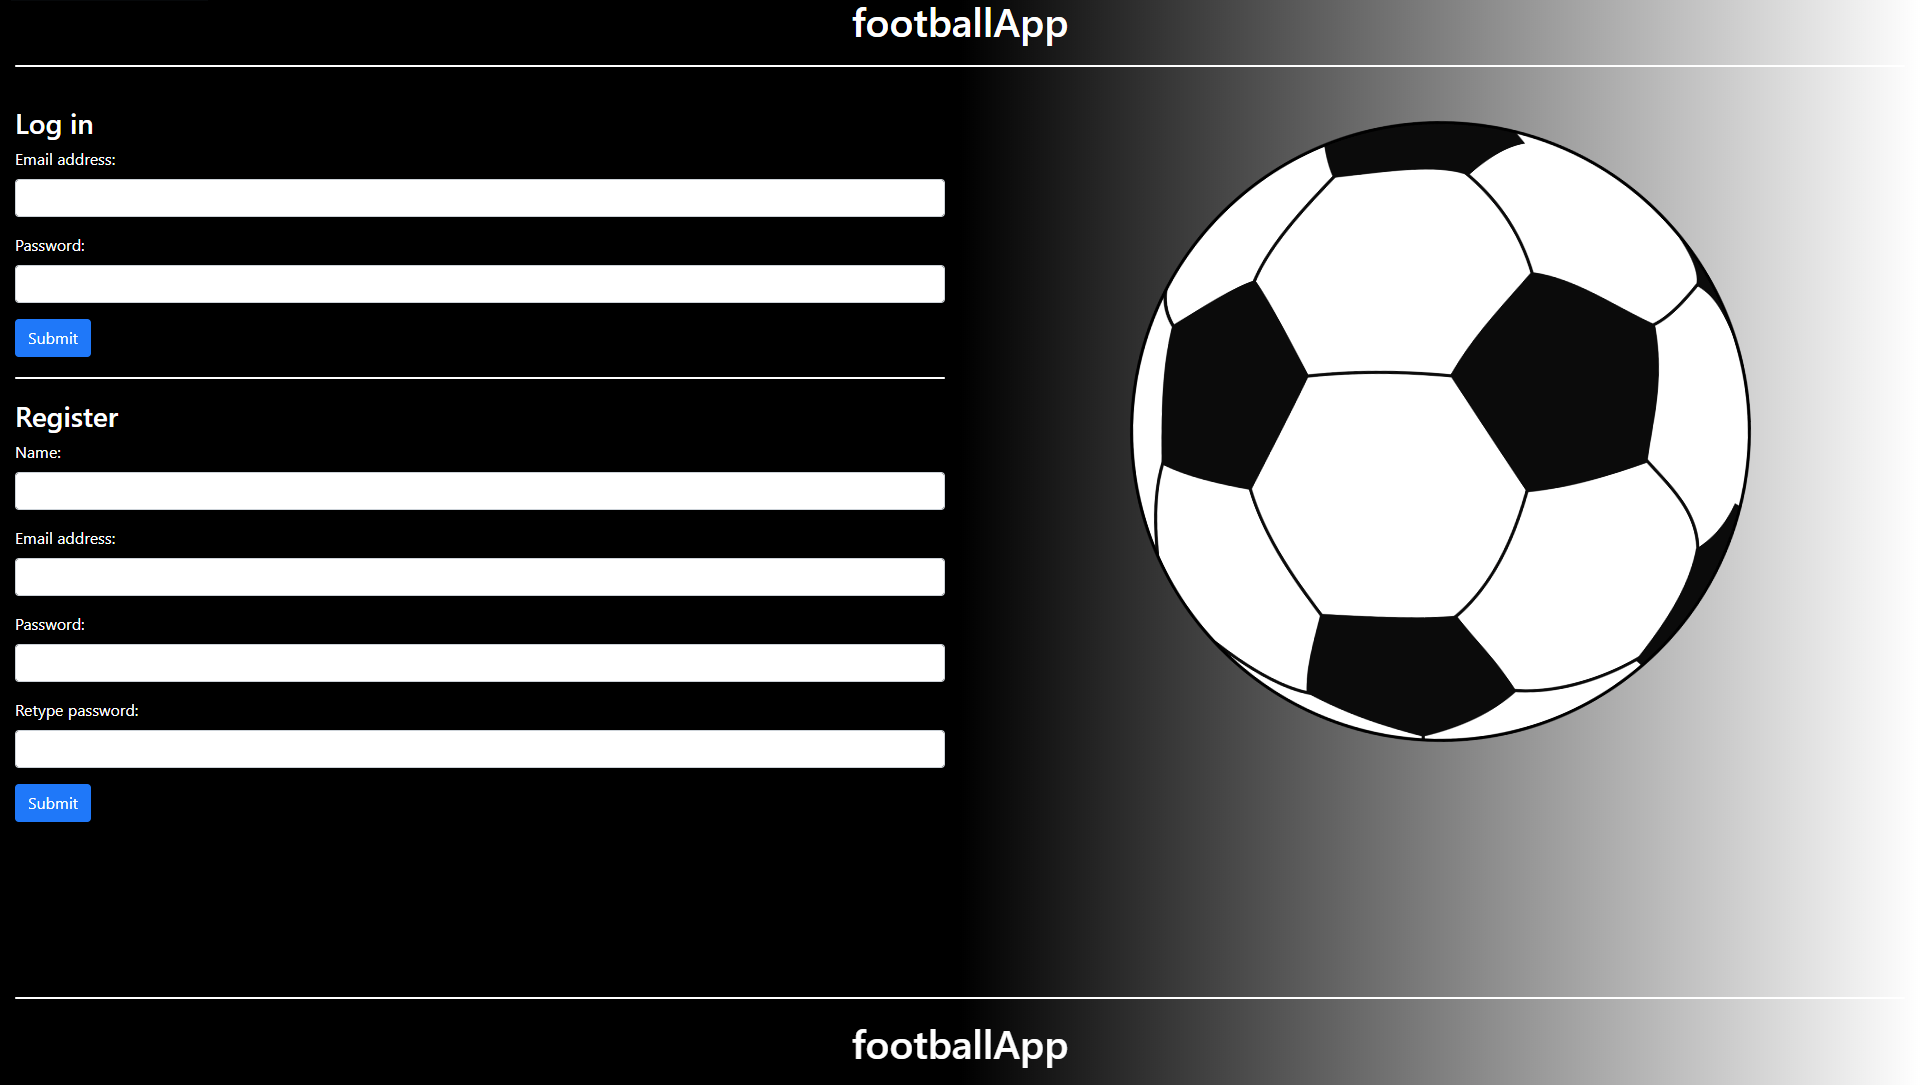 footballApp
Log in
Email address:
Password:
Submit
Register
Name:
Email address:
Password:
Retype password:
Submit
footballApp